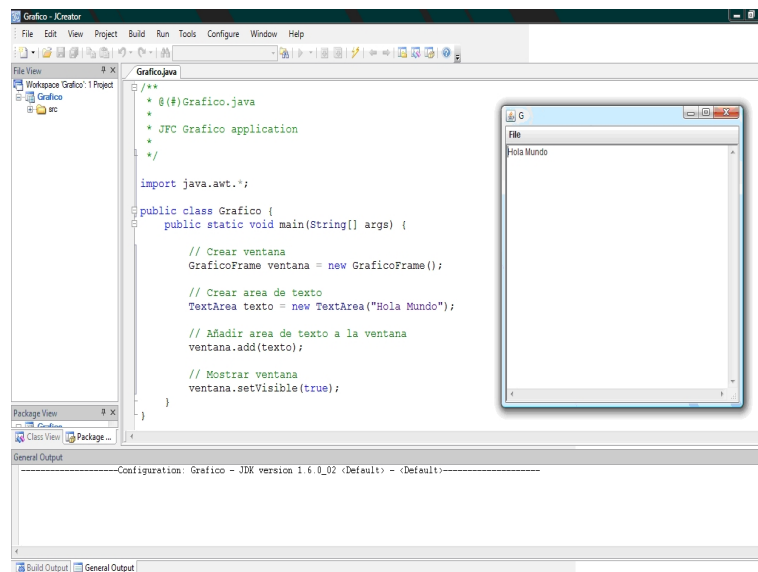 Grafico - JCreator
File Edit View Project Build Run Tools Configure Window Help
File View
Workspace 'Grafico': 1 Project
Grafico
src
Grafico.java
/**
* @(#)Grafico.java
*
* JFC Grafico application
*
*/
import java.awt.*;
public class Grafico {
public static void main(String[] args) {
// Crear ventana
GraficoFrame ventana = new GraficoFrame();
// Crear area de texto
TextArea texto = new TextArea("Hola Mundo");
// Añadir area de texto a la ventana
ventana.add(texto);
// Mostrar ventana
ventana.setVisible(true);
}
}
G
File
Hola Mundo
Package View
Grafico
Class View Package ...
General Output
--------------------Configuration: Grafico - JDK version 1.6.0_02 <Default> - <Default>--------------------
Build Output General Output